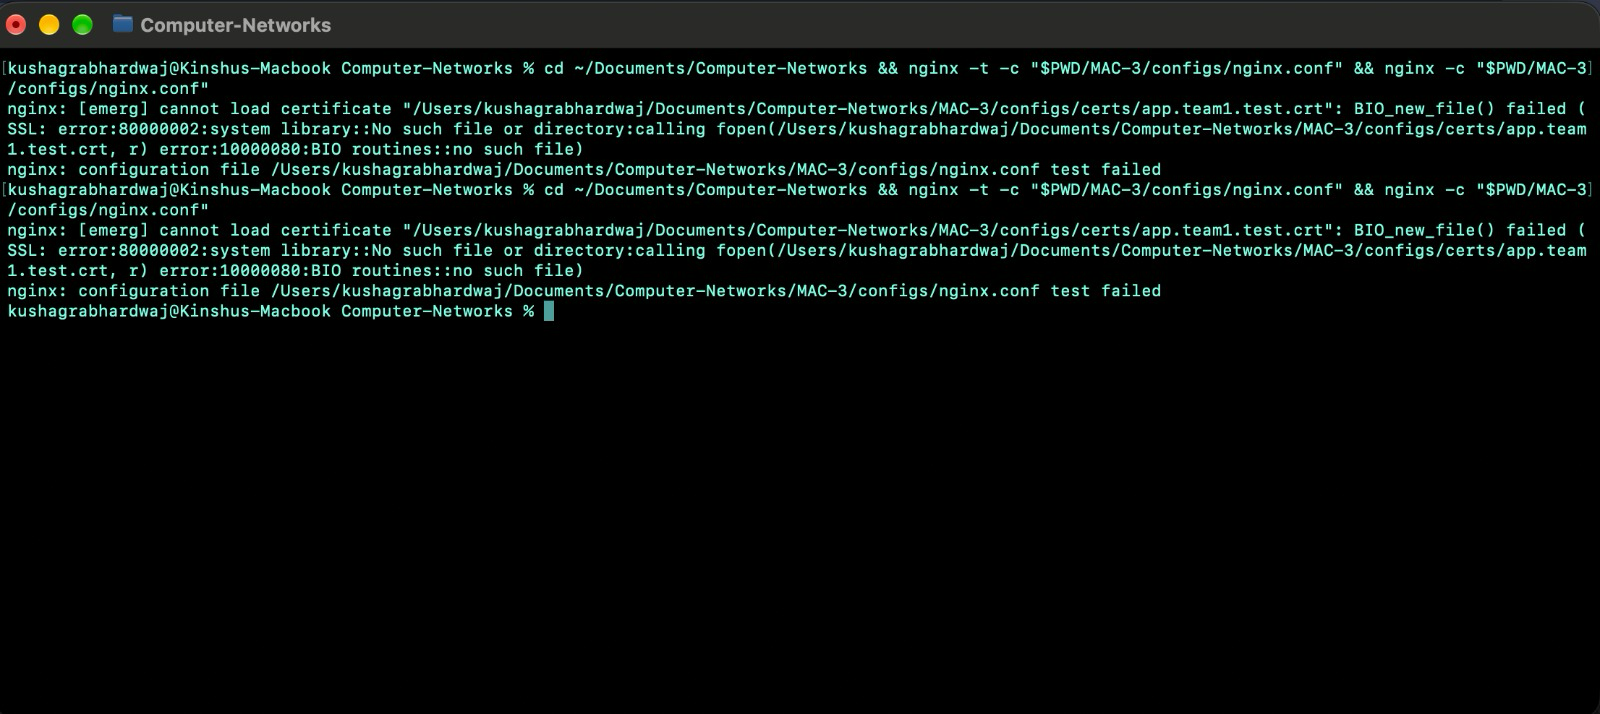 Computer-Networks
[kushagrabhardwaj@Kinshus-Macbook Computer-Networks % cd ~/Documents/Computer-Networks && nginx -t -c "$PWD/MAC-3/configs/nginx.conf" && nginx -c "$PWD/MAC-3]
/configs/nginx.conf"
nginx: [emerg] cannot load certificate "/Users/kushagrabhardwaj/Documents/Computer-Networks/MAC-3/configs/certs/app.team1.test.crt": BIO_new_file() failed (
SSL: error:80000002:system library::No such file or directory:calling fopen(/Users/kushagrabhardwaj/Documents/Computer-Networks/MAC-3/configs/certs/app.team
1.test.crt, r) error:10000080:BIO routines::no such file)
nginx: configuration file /Users/kushagrabhardwaj/Documents/Computer-Networks/MAC-3/configs/nginx.conf test failed
[kushagrabhardwaj@Kinshus-Macbook Computer-Networks % cd ~/Documents/Computer-Networks && nginx -t -c "$PWD/MAC-3/configs/nginx.conf" && nginx -c "$PWD/MAC-3]
/configs/nginx.conf"
nginx: [emerg] cannot load certificate "/Users/kushagrabhardwaj/Documents/Computer-Networks/MAC-3/configs/certs/app.team1.test.crt": BIO_new_file() failed (
SSL: error:80000002:system library::No such file or directory:calling fopen(/Users/kushagrabhardwaj/Documents/Computer-Networks/MAC-3/configs/certs/app.team
1.test.crt, r) error:10000080:BIO routines::no such file)
nginx: configuration file /Users/kushagrabhardwaj/Documents/Computer-Networks/MAC-3/configs/nginx.conf test failed
kushagrabhardwaj@Kinshus-Macbook Computer-Networks %